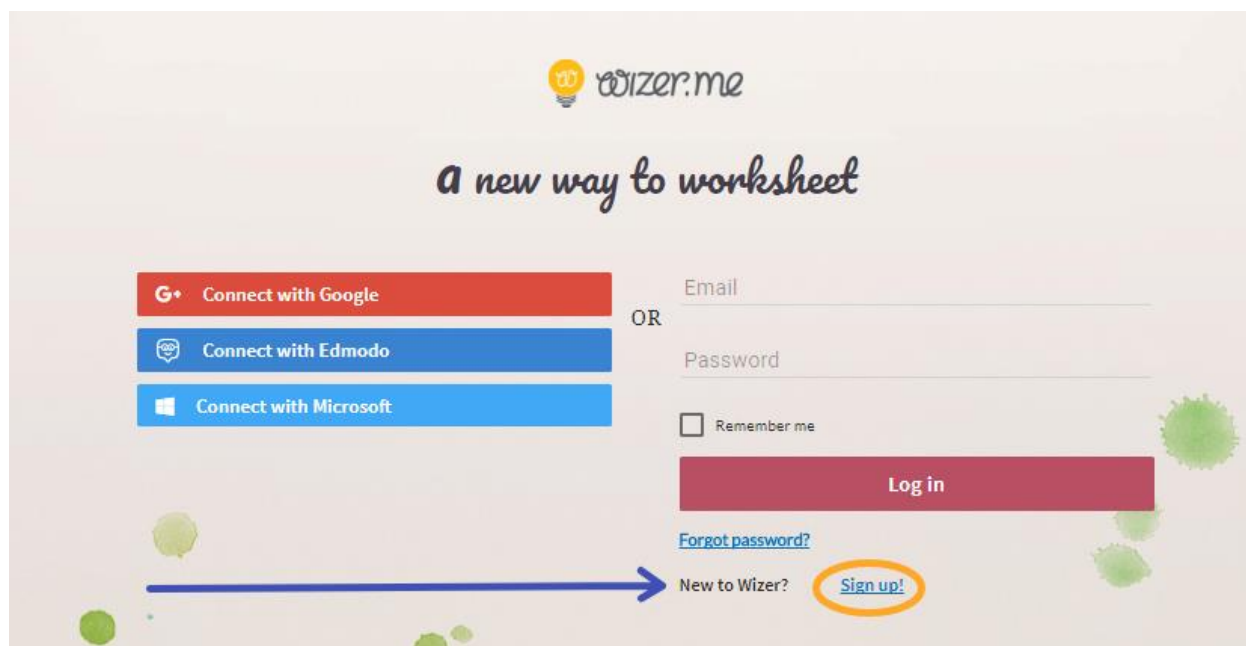 wizer.me
a new way to worksheet
G+ Connect with Google
Connect with Edmodo
Connect with Microsoft
OR
Email
Password
Remember me
Log in
Forgot password?
New to Wizer? Sign up!